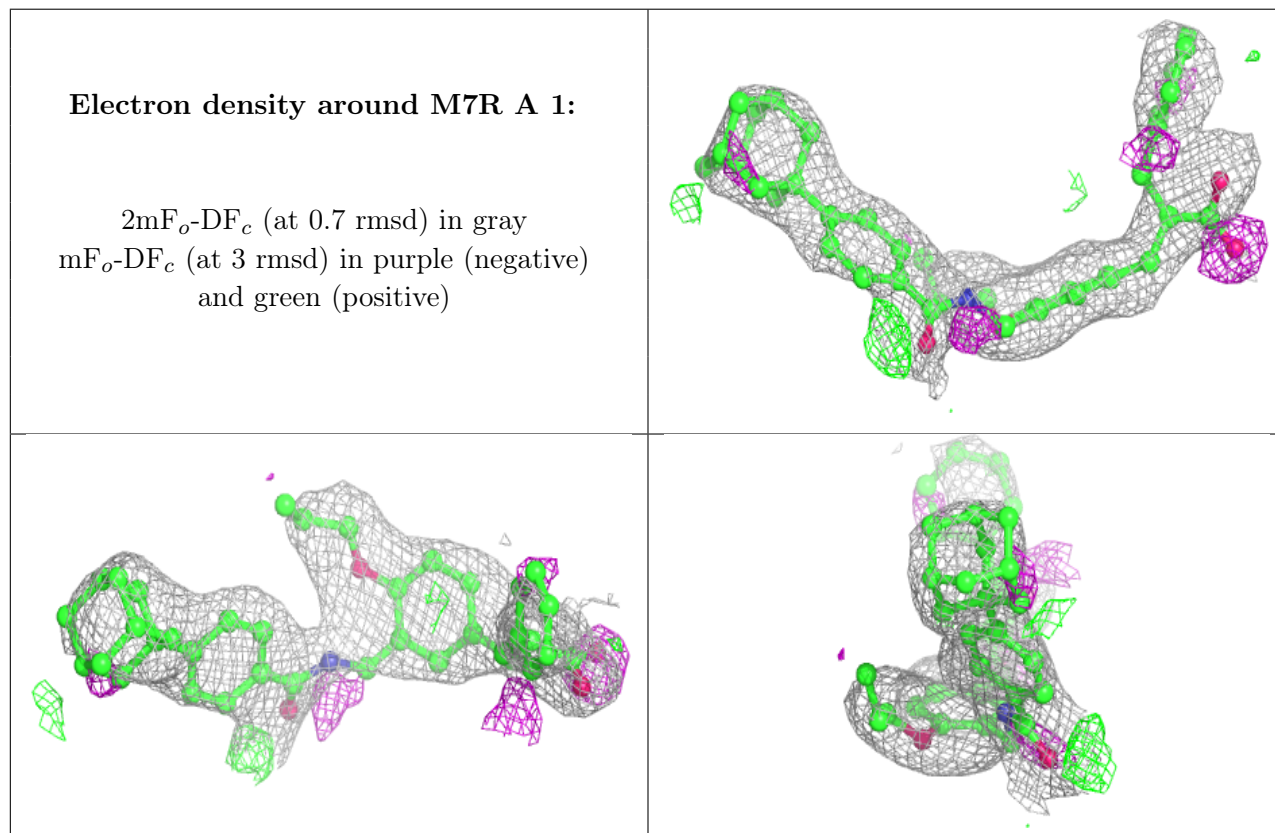 Electron density around M7R A 1:
2mFo-DFc (at 0.7 rmsd) in gray
mFo-DFc (at 3 rmsd) in purple (negative)
and green (positive)